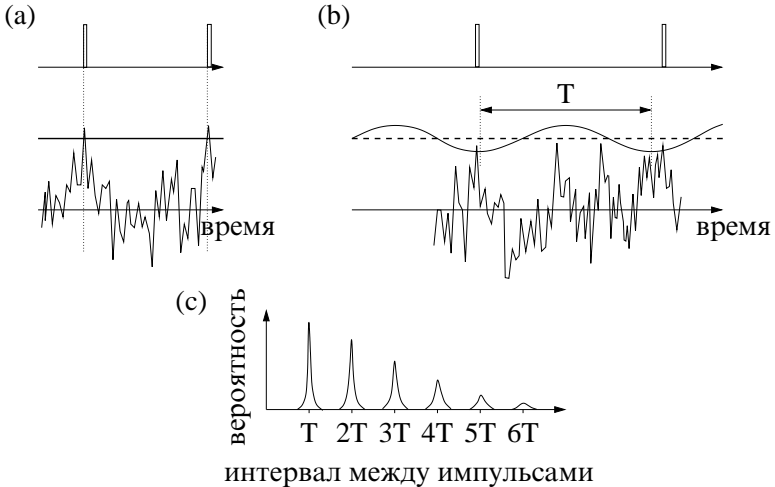 (a)
(b)
T
время
время
(c)
вероятность
T 2T 3T 4T 5T 6T
интервал между импульсами